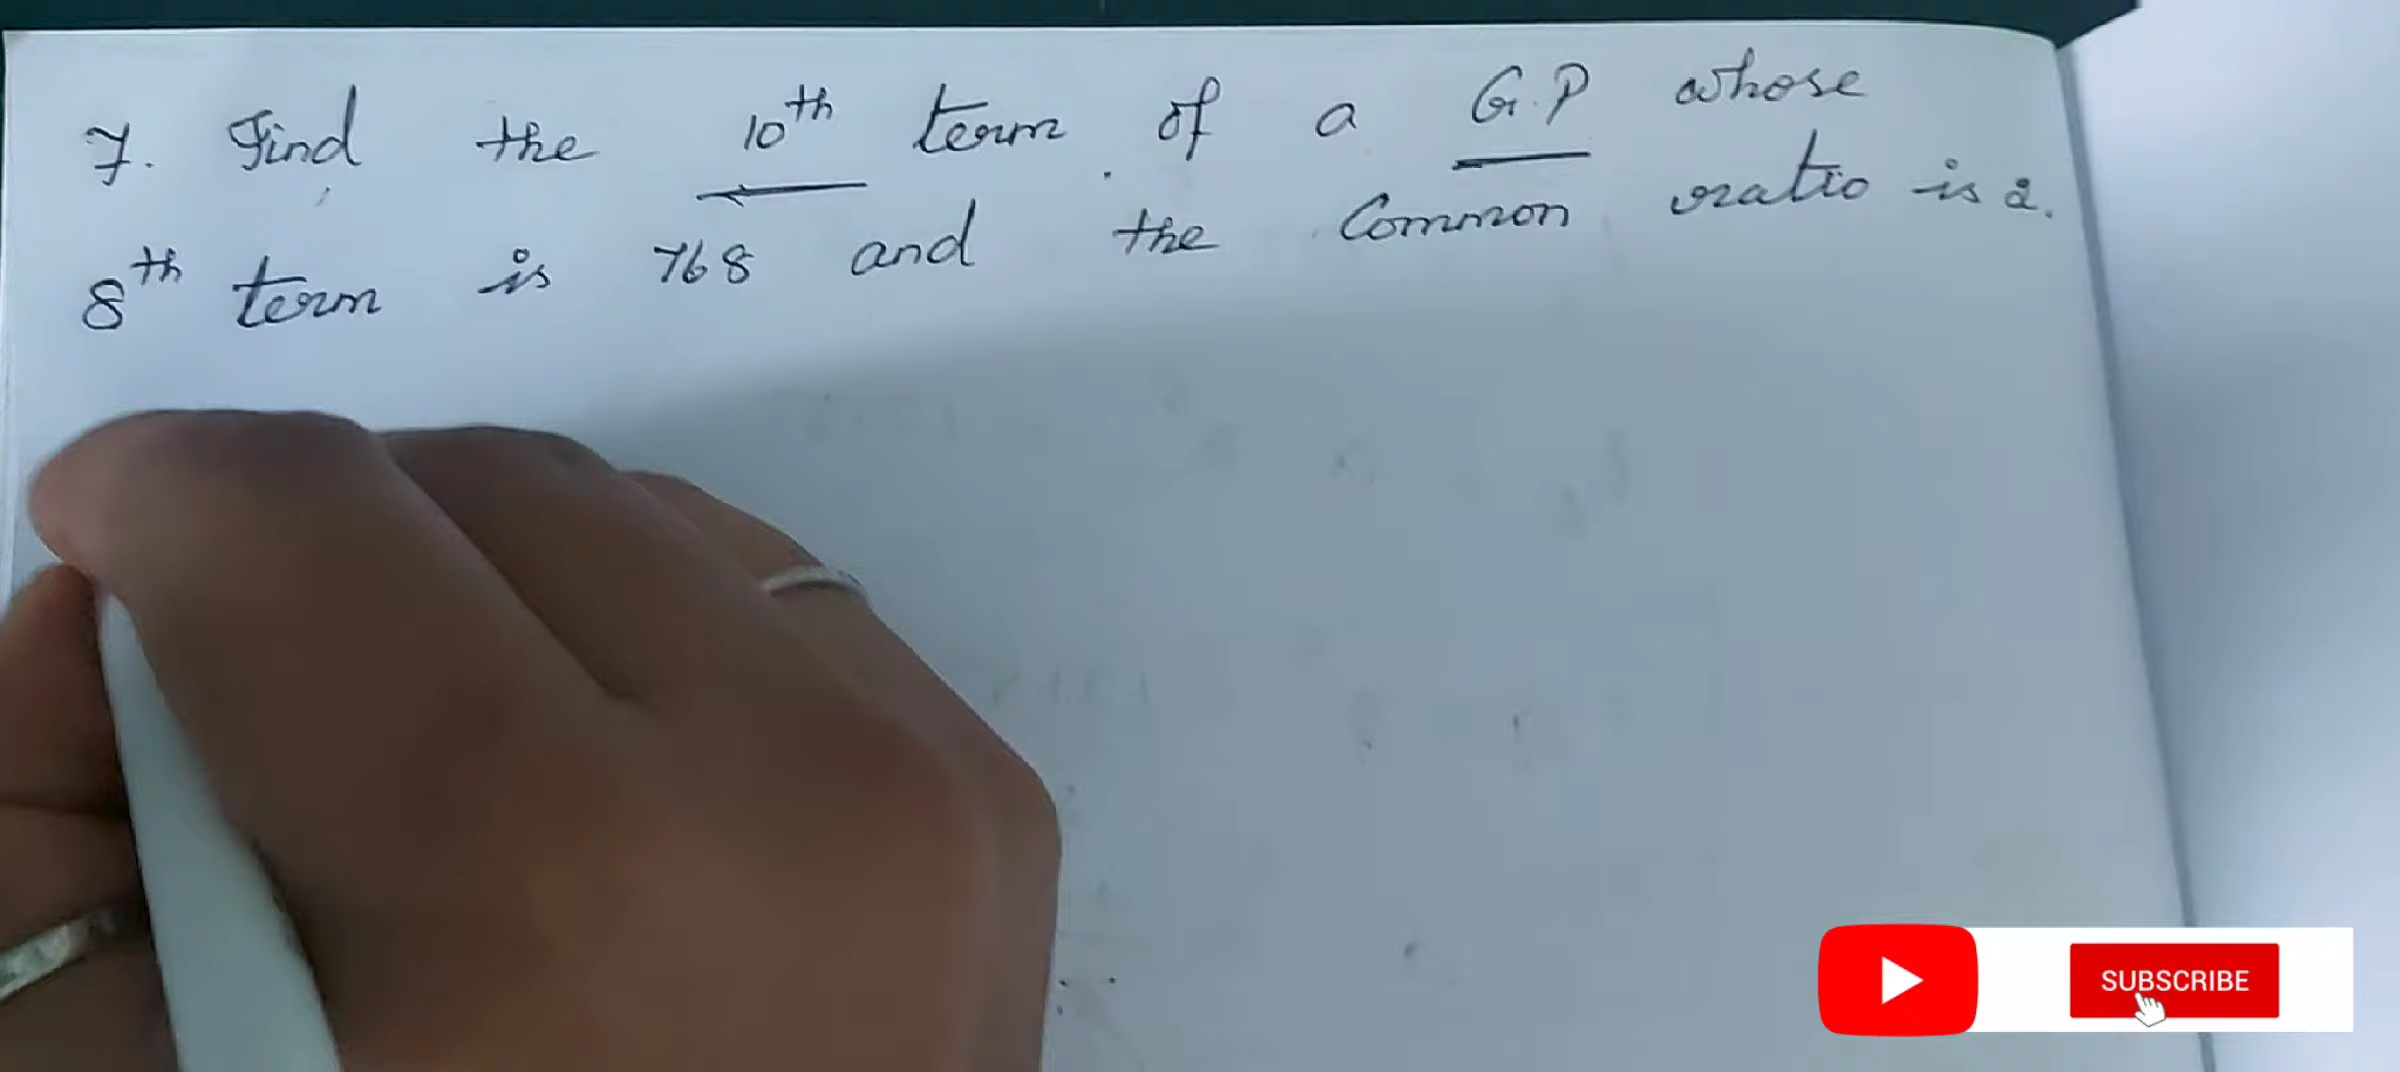 7. Find the 10th term of a G.P whose
8th term is 768 and the Common ratio is 2.
SUBSCRIBE